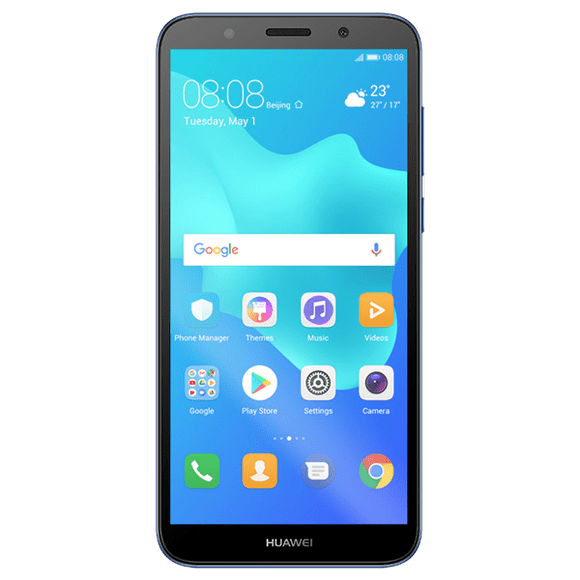 08:08
08:08 Beijing
23°
27° / 17°
Tuesday, May 1
Google
Phone Manager
Themes
Music
Videos
Google
Play Store
Settings
Camera
HUAWEI